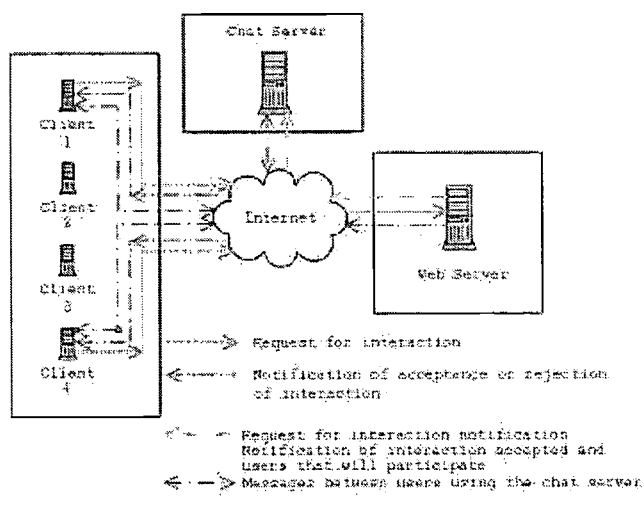 Chat Server
Client
1
Client
2
Client
3
Client
4
Internet
Web Server
Request for interaction
Notification of acceptance or rejection
of interaction
Request for interaction notification
Notification of interaction accepted and
users that will participate
Messages between users using the chat server